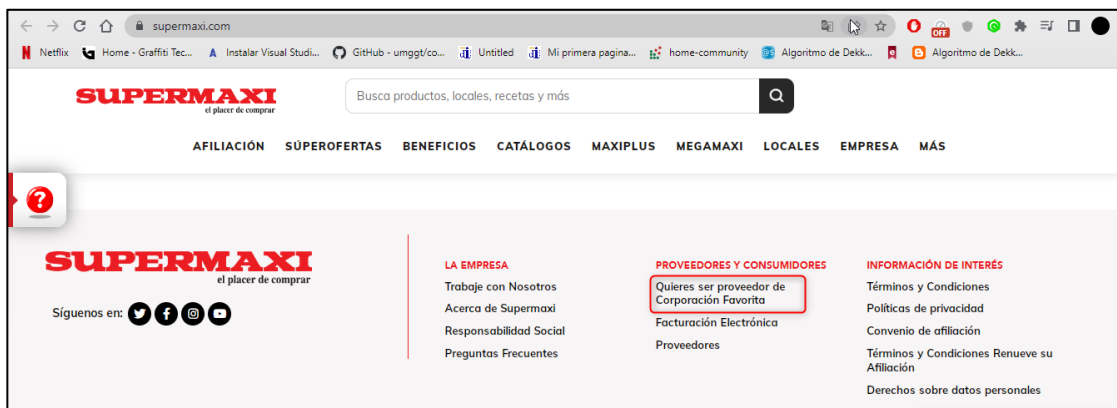 supermaxi.com
OFF
Netflix Home - Graffiti Tec... Instalar Visual Studi... GitHub - umggt/co... Untitled Mi primera pagina... home-community Algoritmo de Dekk... Algoritmo de Dekk...
SUPERMAXI
el placer de comprar
Busca productos, locales, recetas y más
AFILIACIÓN SÚPEROFERTAS BENEFICIOS CATÁLOGOS MAXIPLUS MEGAMAXI LOCALES EMPRESA MÁS
?
SUPERMAXI
el placer de comprar
Síguenos en:
LA EMPRESA
Trabaje con Nosotros
Acerca de Supermaxi
Responsabilidad Social
Preguntas Frecuentes
PROVEEDORES Y CONSUMIDORES
Quieres ser proveedor de
Corporación Favorita
Facturación Electrónica
Proveedores
INFORMACIÓN DE INTERÉS
Términos y Condiciones
Políticas de privacidad
Convenio de afiliación
Términos y Condiciones Renueve su
Afiliación
Derechos sobre datos personales